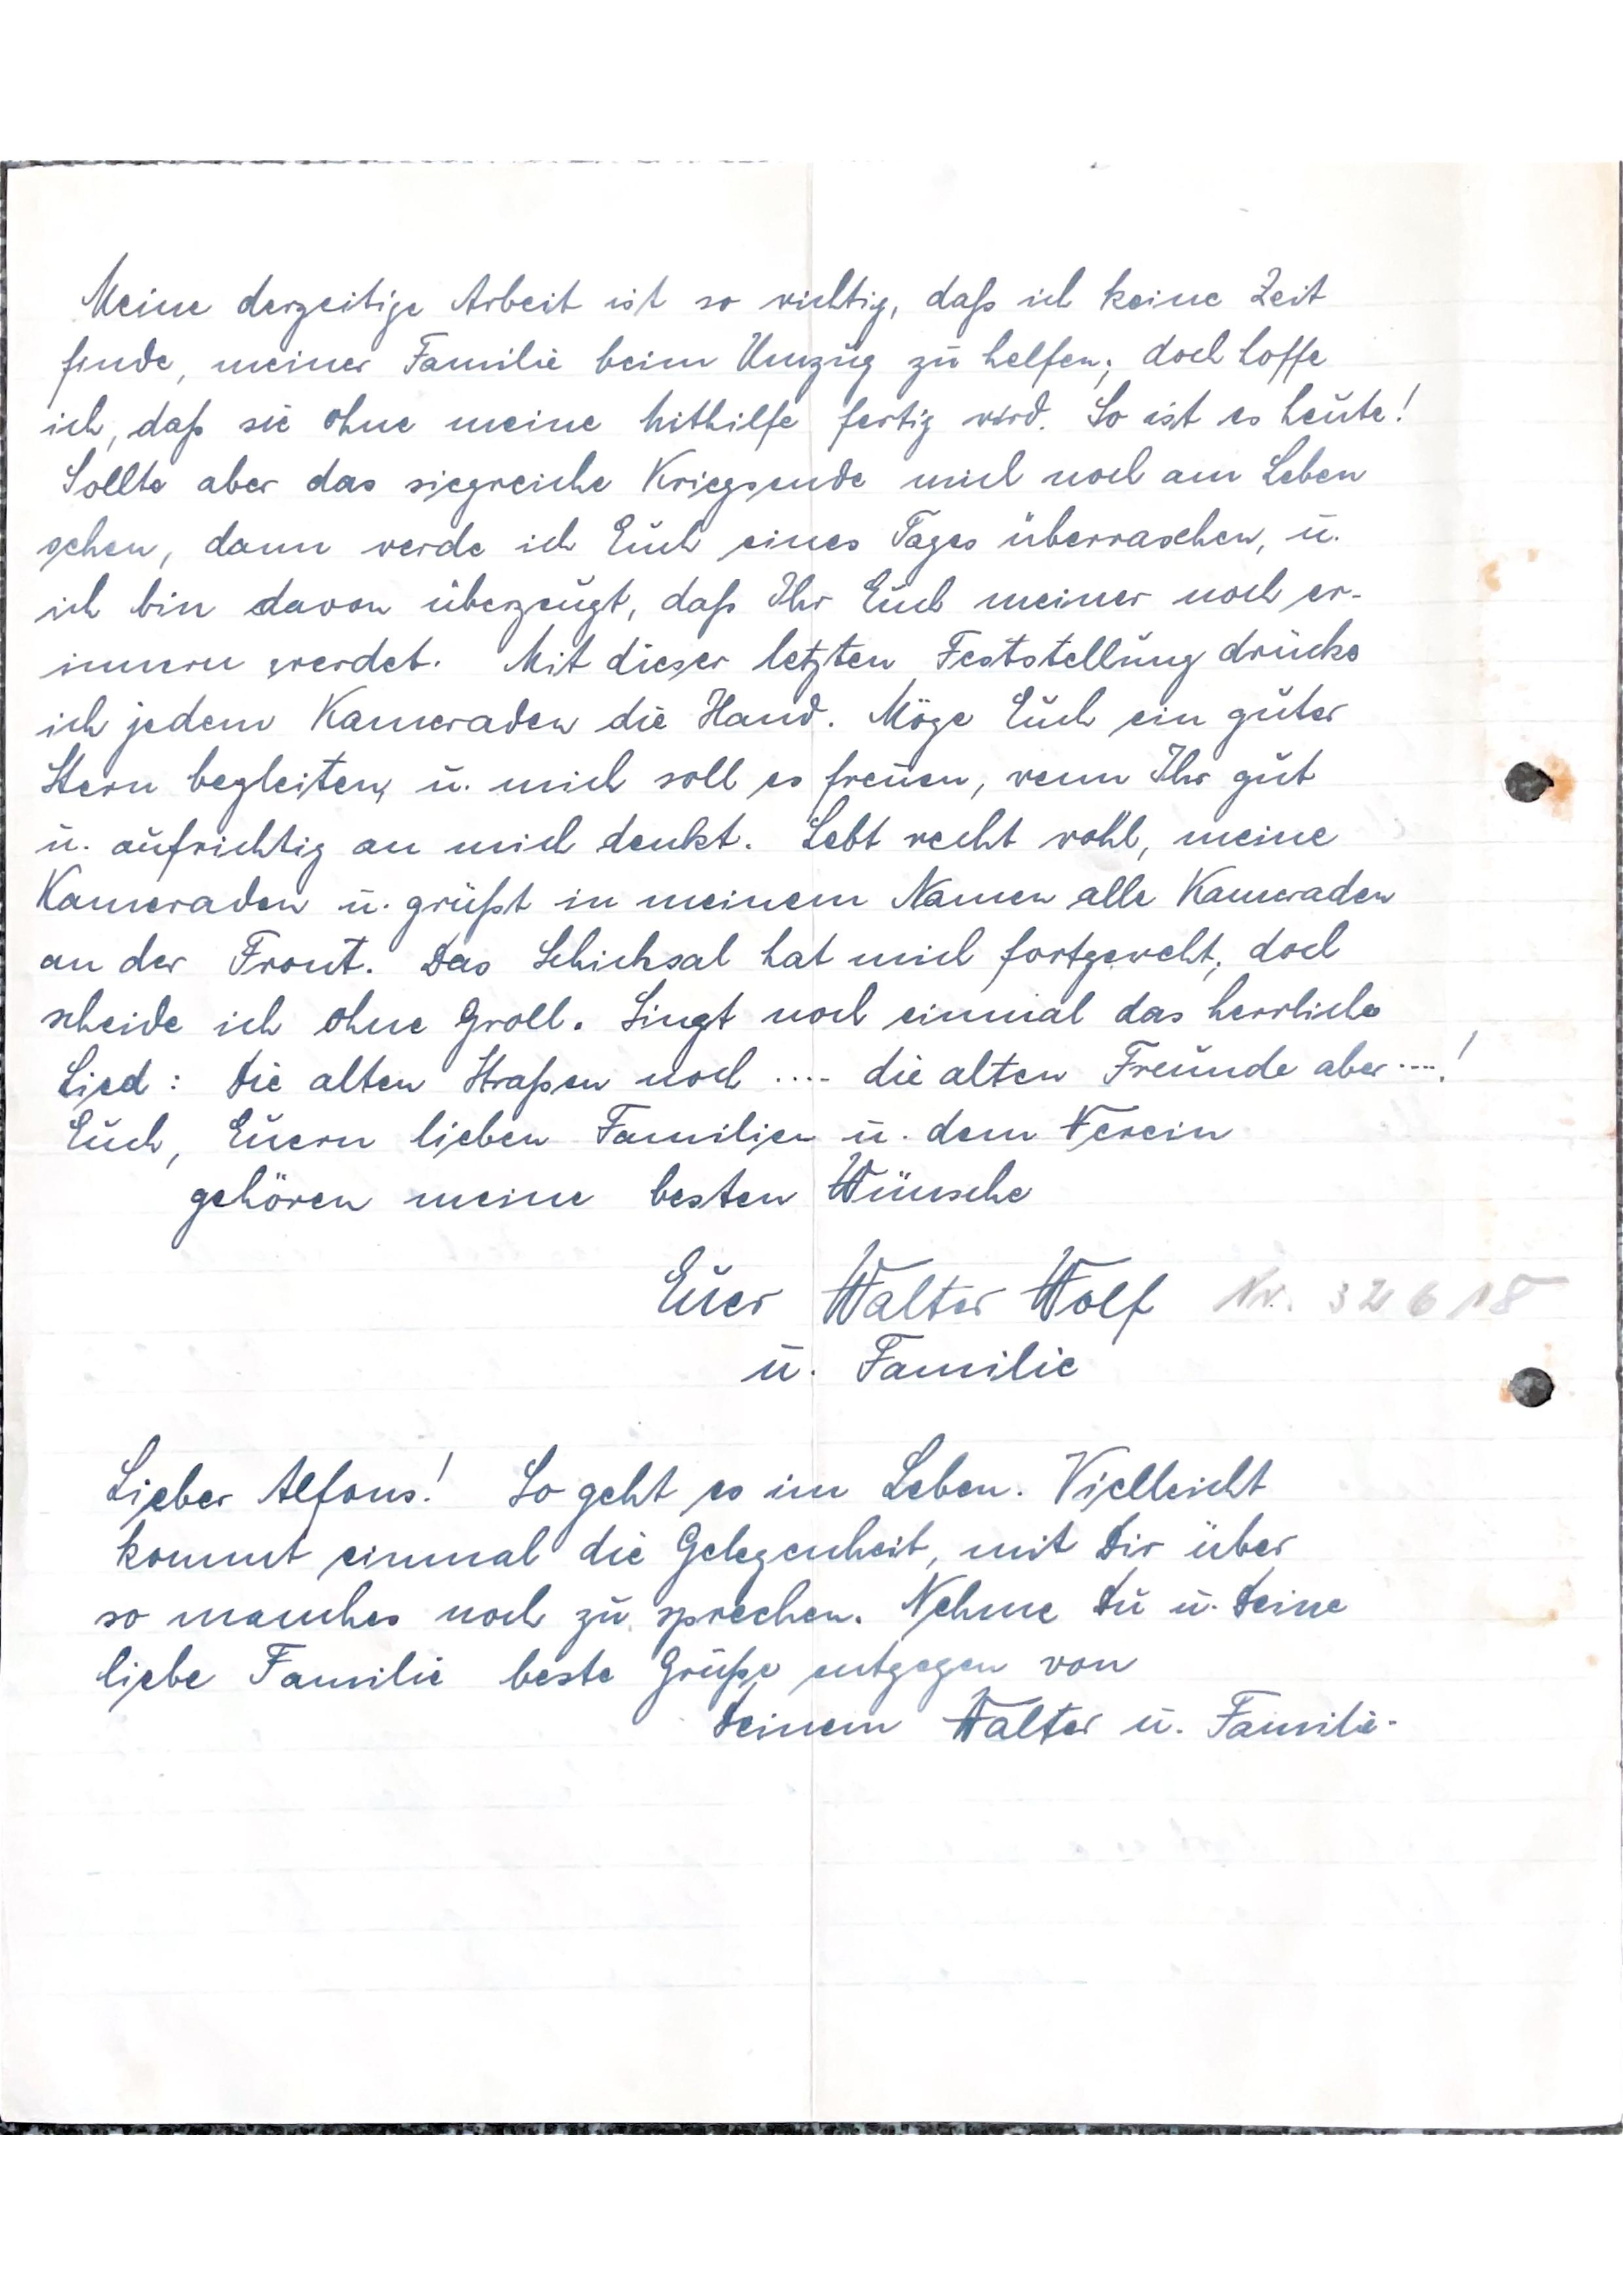 Meine derzeitige Arbeit ist so wichtig, daß ich keine Zeit
finde, meiner Familie beim Umzug zu helfen; doch hoffe
ich, daß sie ohne meine Mithilfe fertig wird. So ist es heute!
Sollte aber das siegreiche Kriegsende mich noch am Leben
sehen, dann werde ich Euch eines Tages überraschen, u.
ich bin davon überzeugt, daß Ihr Euch meiner noch er-
innern werdet. Mit dieser letzten Feststellung drücke
ich jedem Kameraden die Hand. Möge Euch ein guter
Stern begleiten, u. mich soll es freuen, wenn Ihr gut
u. aufrichtig an mich denkt. Lebt recht wohl, meine
Kameraden u. grüßt in meinem Namen alle Kameraden
an der Front. Das Schicksal hat mich fortgeweht, doch
scheide ich ohne Groll. Singt noch einmal das herrliche
Lied: Die alten Straßen noch .... die alten Freunde aber ....!
Euch, Euern lieben Familien u. dem Verein
gehören meine besten Wünsche
Euer Walter Wolf Nr. 32618
u. Familie
Lieber Alfons! So geht es im Leben. Vielleicht
kommt einmal die Gelegenheit, mit Dir über
so manches noch zu sprechen. Nehme Du u. Deine
liebe Familie beste Grüße entgegen von
Deinem Walter u. Familie.